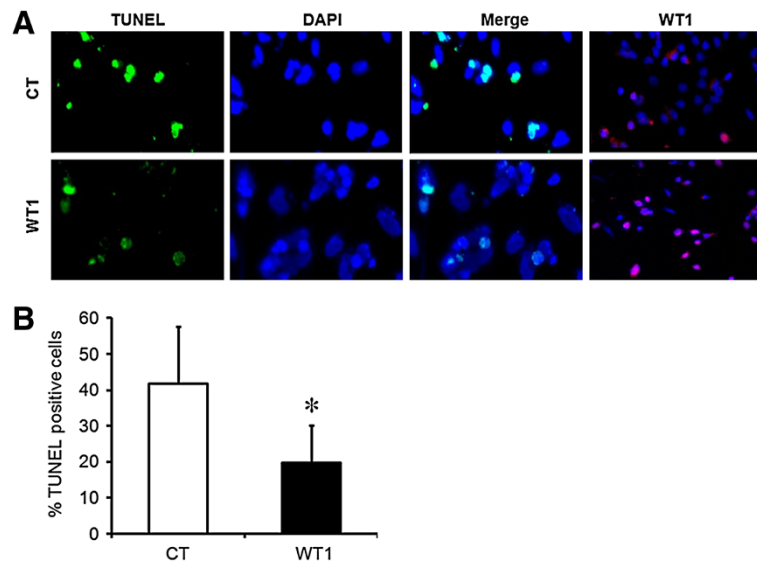 A
TUNEL DAPI Merge WT1
CT
WT1
B
% TUNEL positive cells
60
50
40
30
20
10
0
*
CT WT1